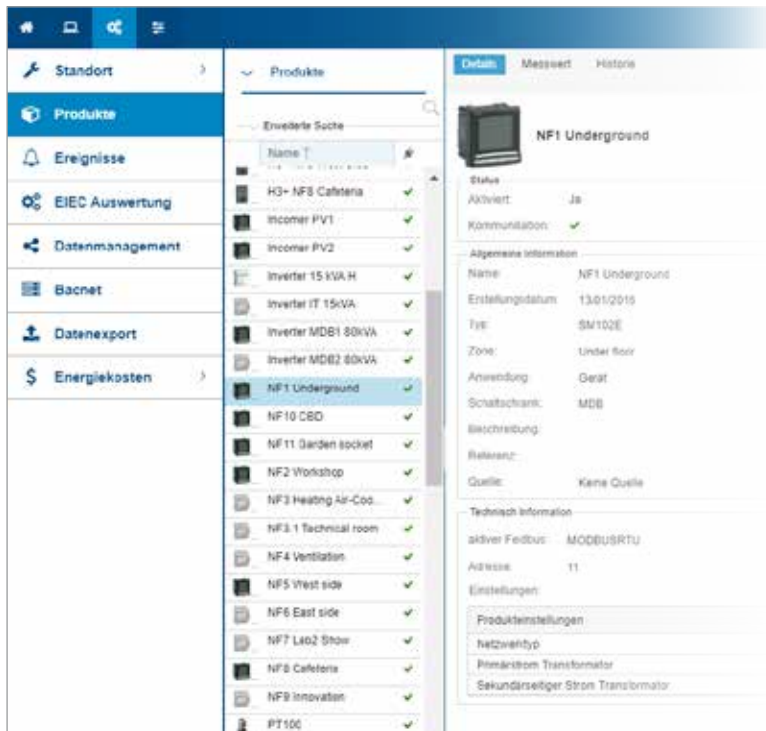 Standort
Produkte
Ereignisse
EIEC Auswertung
Datenmanagement
Bacnet
Datenexport
Energiekosten
Produkte
Erweiterte Suche
Name
H3+ NF8 Cafeteria
Incomer PV1
Incomer PV2
Inverter 15 kVA H
Inverter IT 15kVA
Inverter MDB1 80kVA
Inverter MDB2 80kVA
NF1 Underground
NF10 CBD
NF11 Garden socket
NF2 Workshop
NF3 Heating Air-Coo...
NF3.1 Technical room
NF4 Ventilation
NF5 West side
NF6 East side
NF7 Lab2 Show
NF8 Cafeteria
NF9 Innovation
PT100
Details Messwert Historie
NF1 Underground
Status
Aktiviert: Ja
Kommunikation:
Allgemeine Information
Name: NF1 Underground
Erstellungsdatum: 13/01/2015
Typ: SM102E
Zone: Under floor
Anwendung: Gerät
Schaltschrank: MDB
Beschreibung:
Referenz:
Quelle: Keine Quelle
Technisch Information
aktiver Fedbus: MODBUSRTU
Adresse: 11
Einstellungen:
Produkteinstellungen
Netzwerktyp
Primärstrom Transformator
Sekundärseitiger Strom Transformator